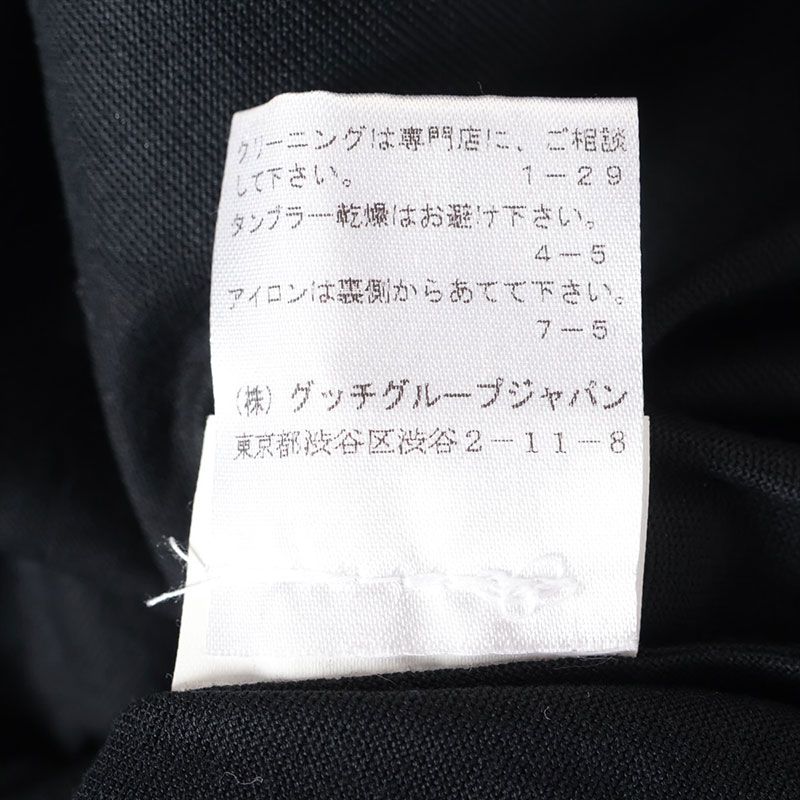 クリーニングは専門店に、ご相談
して下さい。 1－29
タンブラー乾燥はお避け下さい。
4－5
アイロンは裏側からあてて下さい。
7－5
（株）グッチグループジャパン
東京都渋谷区渋谷2－11－8